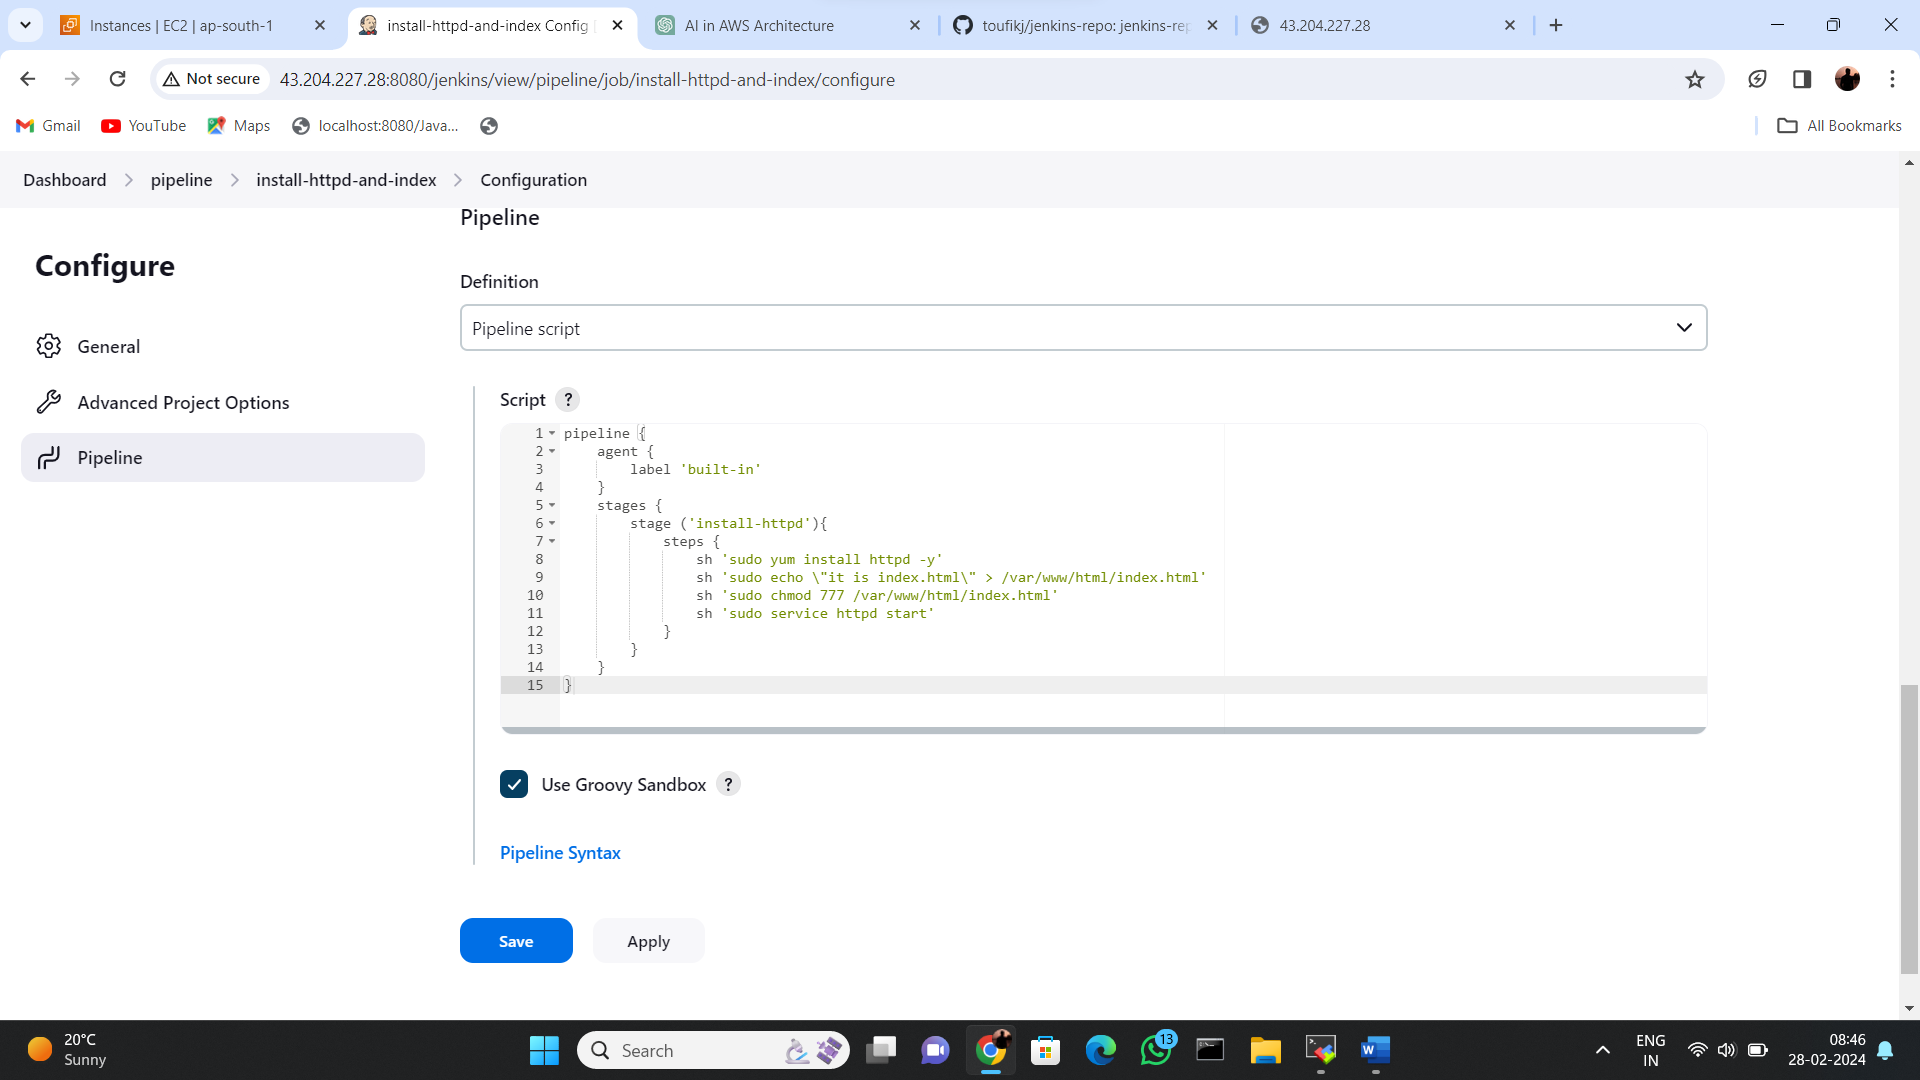 Instances | EC2 | ap-south-1
install-httpd-and-index Config
AI in AWS Architecture
toufikj/jenkins-repo: jenkins-rep
43.204.227.28
Not secure
43.204.227.28:8080/jenkins/view/pipeline/job/install-httpd-and-index/configure
Gmail
YouTube
Maps
localhost:8080/Java...
All Bookmarks
Dashboard
pipeline
install-httpd-and-index
Configuration
Configure
General
Advanced Project Options
Pipeline
Pipeline
Definition
Pipeline script
Script ?
1 pipeline {
2     agent {
3         label 'built-in'
4     }
5     stages {
6         stage ('install-httpd'){
7             steps {
8                 sh 'sudo yum install httpd -y'
9                 sh 'sudo echo \"it is index.html\" > /var/www/html/index.html'
10                 sh 'sudo chmod 777 /var/www/html/index.html'
11                 sh 'sudo service httpd start'
12             }
13         }
14     }
15 }
Use Groovy Sandbox ?
Pipeline Syntax
Save
Apply
20°C
Sunny
Search
13
ENG
IN
08:46
28-02-2024